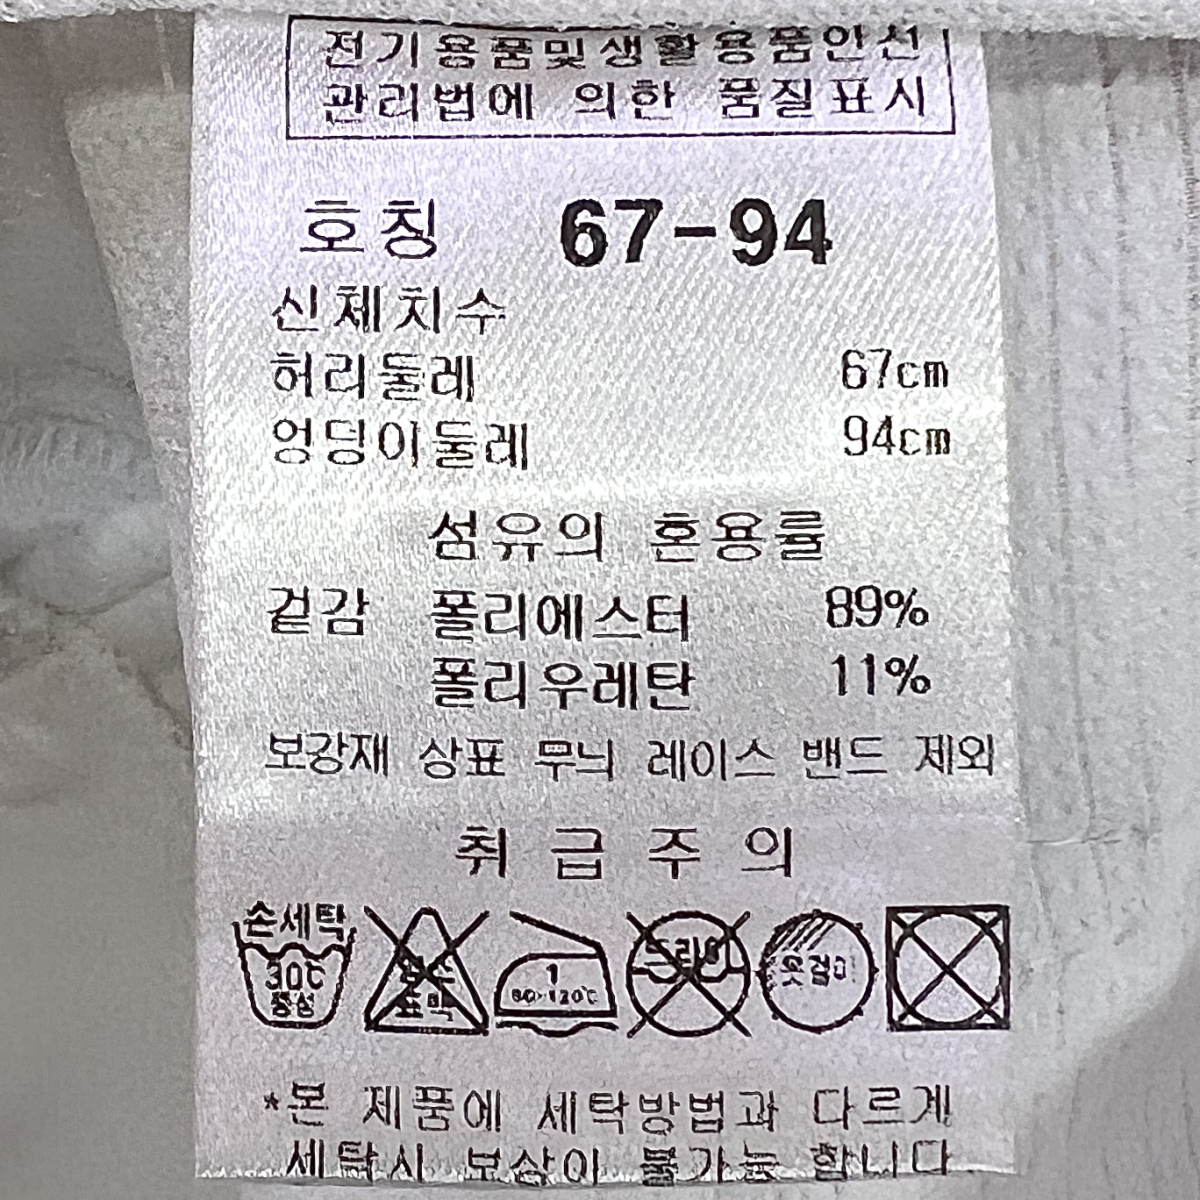 전기용품및생활용품안전
관리법에 의한 품질표시
호칭 67-94
신체치수
허리둘레 67cm
엉덩이둘레 94cm
섬유의 혼용률
겉감 폴리에스터 89%
폴리우레탄 11%
보강재 상표 무늬 레이스 밴드 제외
취급주의
손세탁
30℃
중성
표백
1
80~120℃
드라이
옷걸이
*본 제품에 세탁방법과 다르게
세탁시 보상이 불가능 합니다